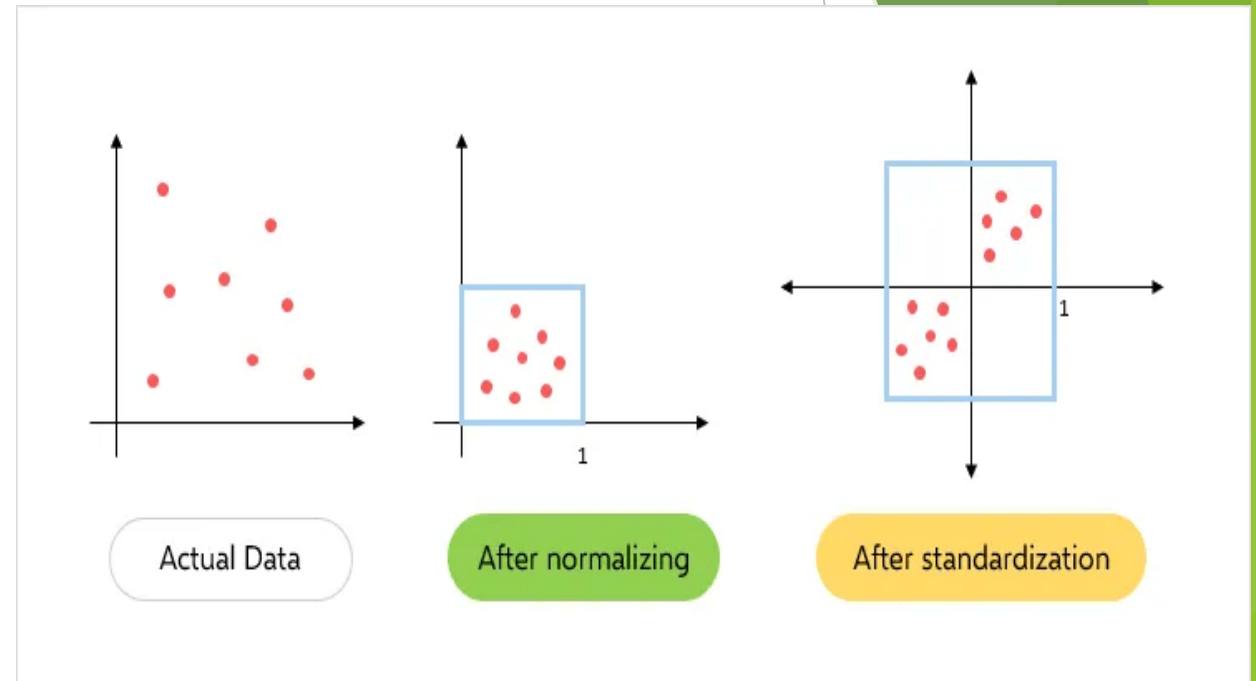 1
1
Actual Data
After normalizing
After standardization